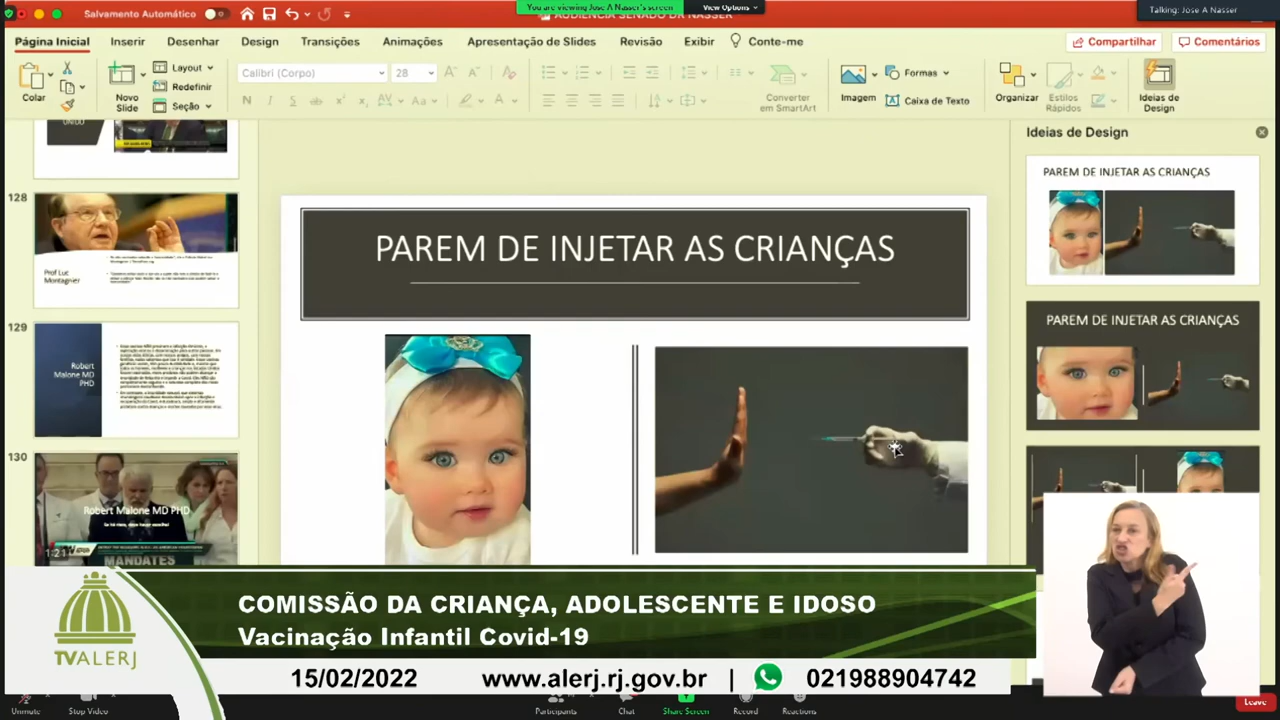 Salvamento Automático
You are viewing Jose A Nasser's screen
View Options
AUDIENCIA SENADO DR NASSER
Talking: Jose A Nasser
Página Inicial
Inserir
Desenhar
Design
Transições
Animações
Apresentação de Slides
Revisão
Exibir
Conte-me
Compartilhar
Comentários
Colar
Novo
Slide
Layout
Redefinir
Seção
Calibri (Corpo)
28
Converter
em SmartArt
Imagem
Formas
Caixa de Texto
Organizar
Estilos
Rápidos
Ideias de
Design
128
Prof Luc
Montagnier
129
Robert
Malone MD
PHD
130
Robert Malone MD PHD
1:21
MANDATES
PAREM DE INJETAR AS CRIANÇAS
Ideias de Design
PAREM DE INJETAR AS CRIANÇAS
PAREM DE INJETAR AS CRIANÇAS
TVALERJ
COMISSÃO DA CRIANÇA, ADOLESCENTE E IDOSO
Vacinação Infantil Covid-19
15/02/2022 www.alerj.rj.gov.br | 021988904742
Unmute
Stop Video
Participants
Chat
Share Screen
Record
Reactions
Leave